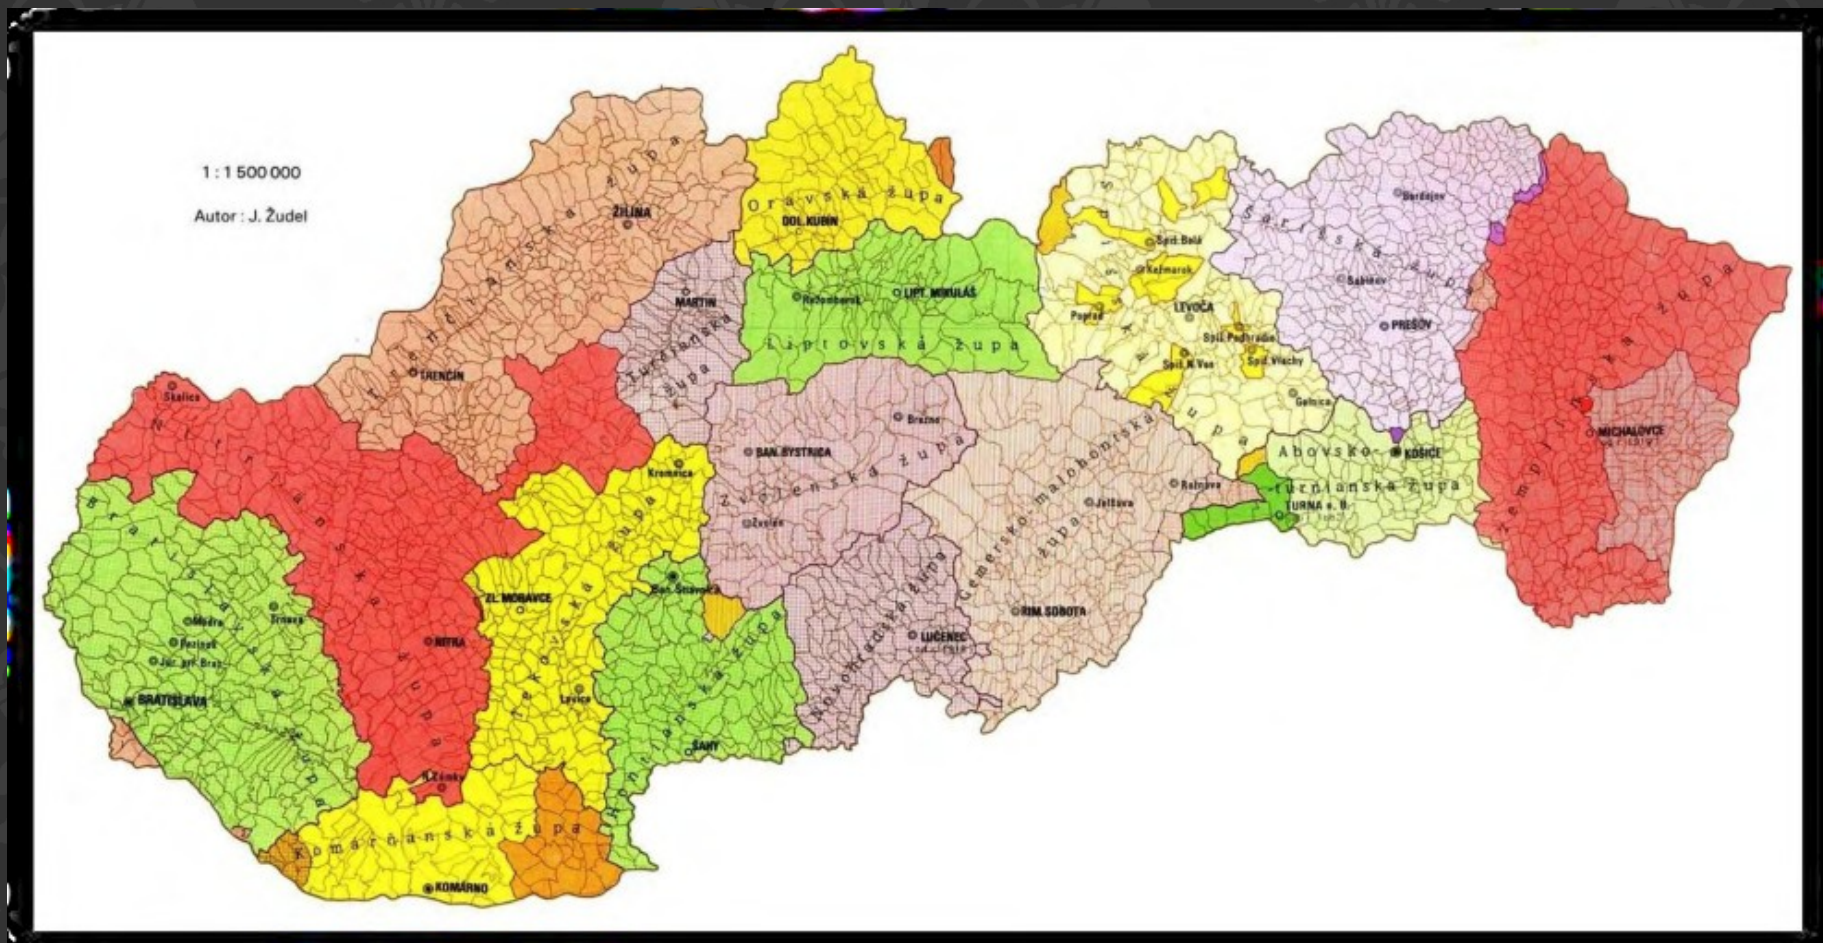 1 : 1 500 000
Autor : J. Žudel
Trenčianska župa
ŽILINA
TRENČÍN
Oravská župa
DOL. KUBÍN
MARTIN
Turčianska
župa
Ružomberok
LIPT. MIKULÁŠ
Liptovská župa
Spišská župa
Spiš. Belá
Kežmarok
Poprad
LEVOČA
Spiš. Podhradie
Spiš. Vlachy
Spiš. N. Ves
Gelnica
Šarišská župa
Bardejov
Sabinov
PREŠOV
Zemplínska župa
MICHALOVCE
Skalica
Nitrianska župa
NITRA
N. Zámky
Bratislavská župa
Modra
Trnava
Pezinok
Jur. pri Brat.
BRATISLAVA
Kremnica
Tekovská župa
ZL. MORAVCE
Levice
BAN. BYSTRICA
Brezno
Zvolenská župa
Zvolen
Ban. Štiavnica
Hontianska župa
ŠAHY
Novohradská župa
LUČENEC
Gemersko-malohontská
župa
Jelšava
Rožňava
RIM. SOBOTA
Abovsko-
turnianska župa
KOŠICE
TURNA n. B.
Komárňanská župa
KOMÁRNO